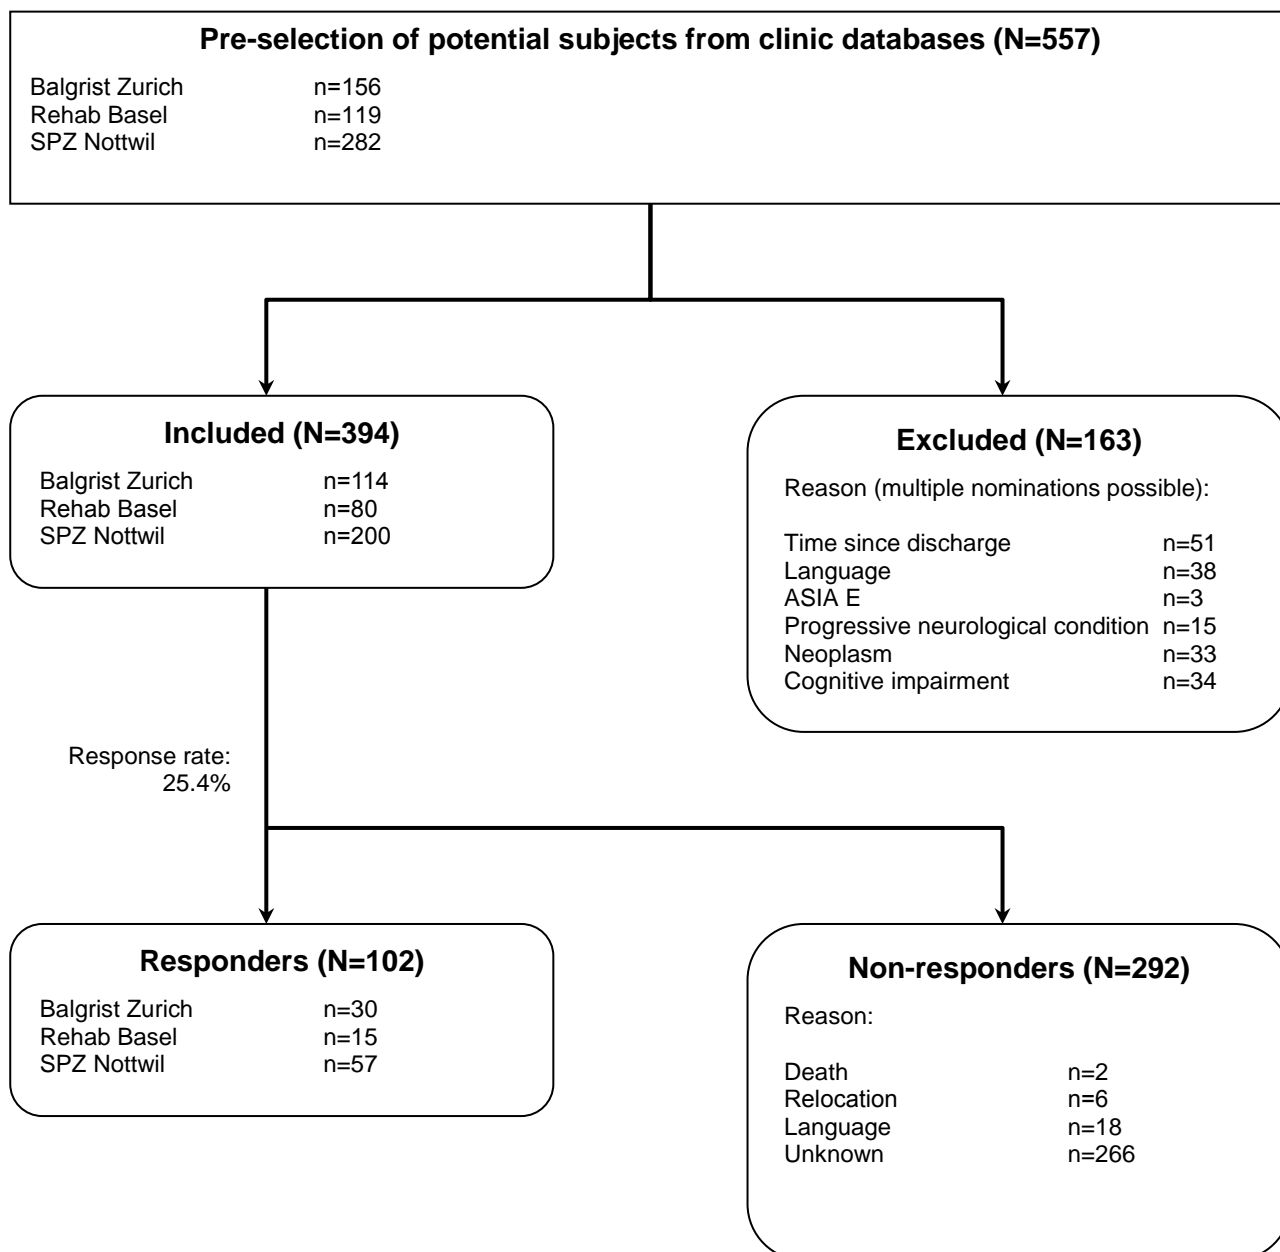 Pre-selection of potential subjects from clinic databases (N=557)
Balgrist Zurich n=156
Rehab Basel n=119
SPZ Nottwil n=282
Included (N=394)
Balgrist Zurich n=114
Rehab Basel n=80
SPZ Nottwil n=200
Excluded (N=163)
Reason (multiple nominations possible):
Time since discharge n=51
Language n=38
ASIA E n=3
Progressive neurological condition n=15
Neoplasm n=33
Cognitive impairment n=34
Response rate:
25.4%
Responders (N=102)
Balgrist Zurich n=30
Rehab Basel n=15
SPZ Nottwil n=57
Non-responders (N=292)
Reason:
Death n=2
Relocation n=6
Language n=18
Unknown n=266